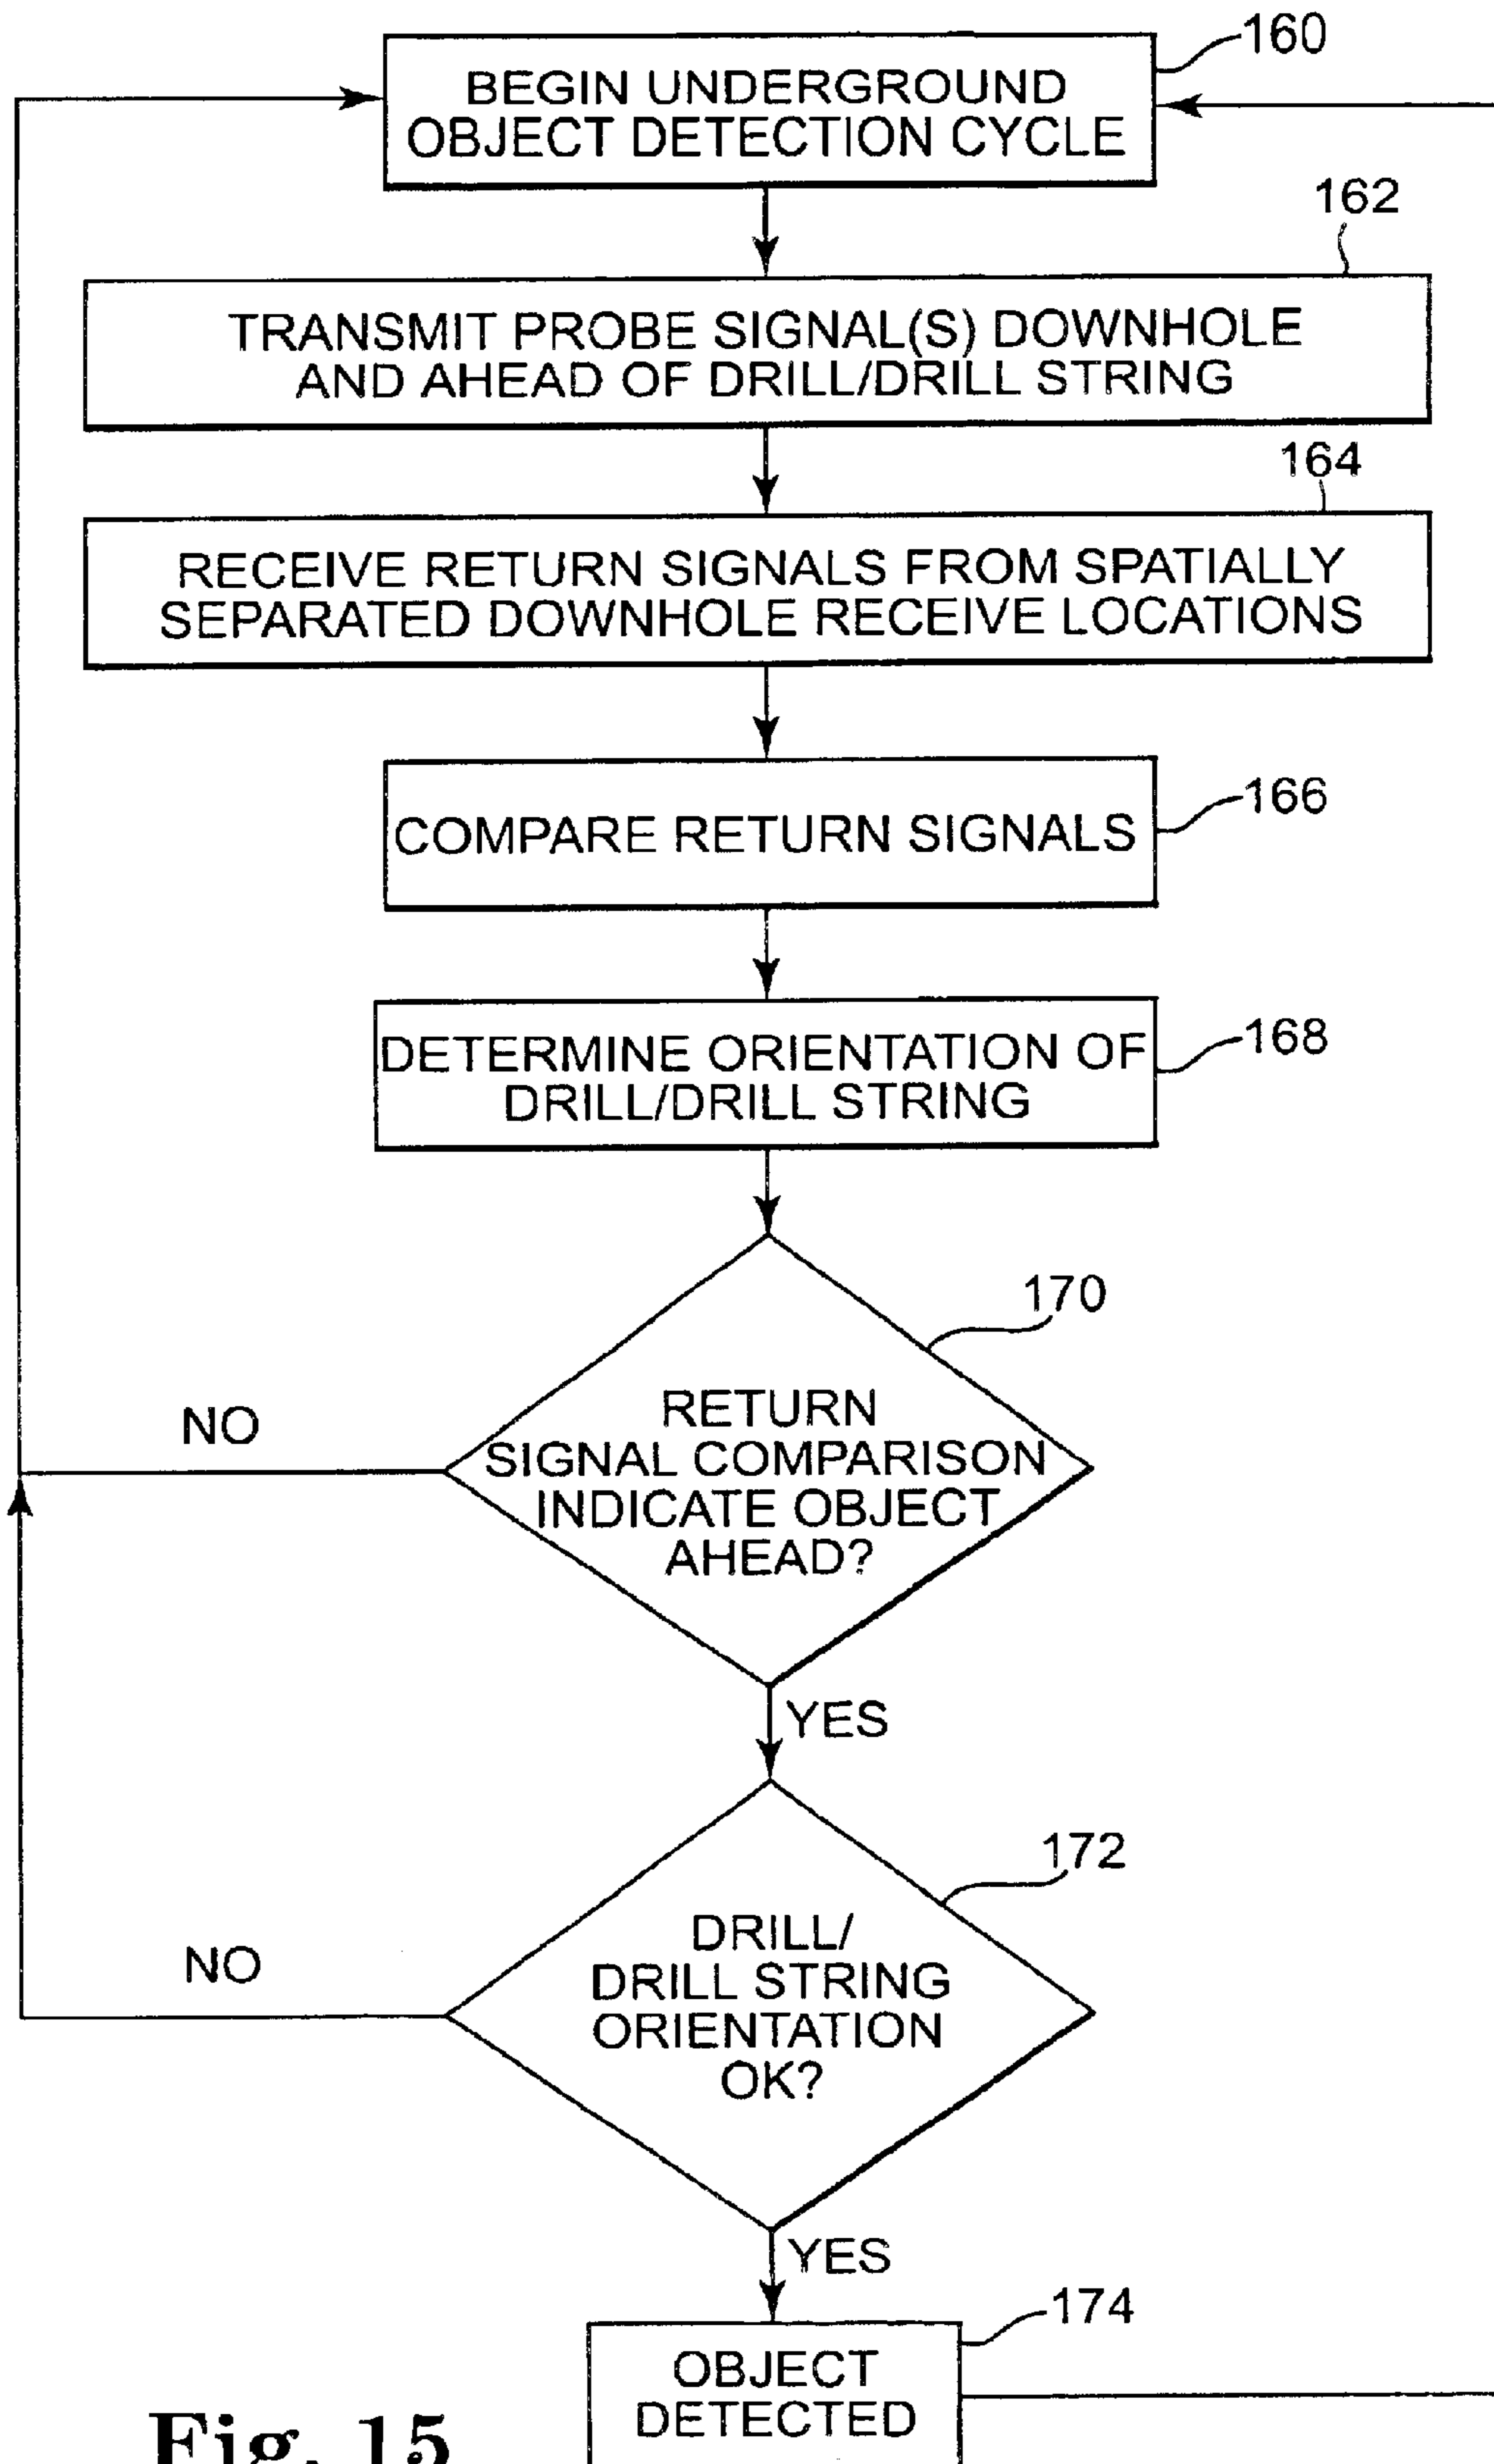 160
BEGIN UNDERGROUND
OBJECT DETECTION CYCLE
162
TRANSMIT PROBE SIGNAL(S) DOWNHOLE
AND AHEAD OF DRILL/DRILL STRING
164
RECEIVE RETURN SIGNALS FROM SPATIALLY
SEPARATED DOWNHOLE RECEIVE LOCATIONS
166
COMPARE RETURN SIGNALS
168
DETERMINE ORIENTATION OF
DRILL/DRILL STRING
170
RETURN
SIGNAL COMPARISON
INDICATE OBJECT
AHEAD?
NO
YES
172
DRILL/
DRILL STRING
ORIENTATION
OK?
NO
YES
174
OBJECT
DETECTED
Fig. 15